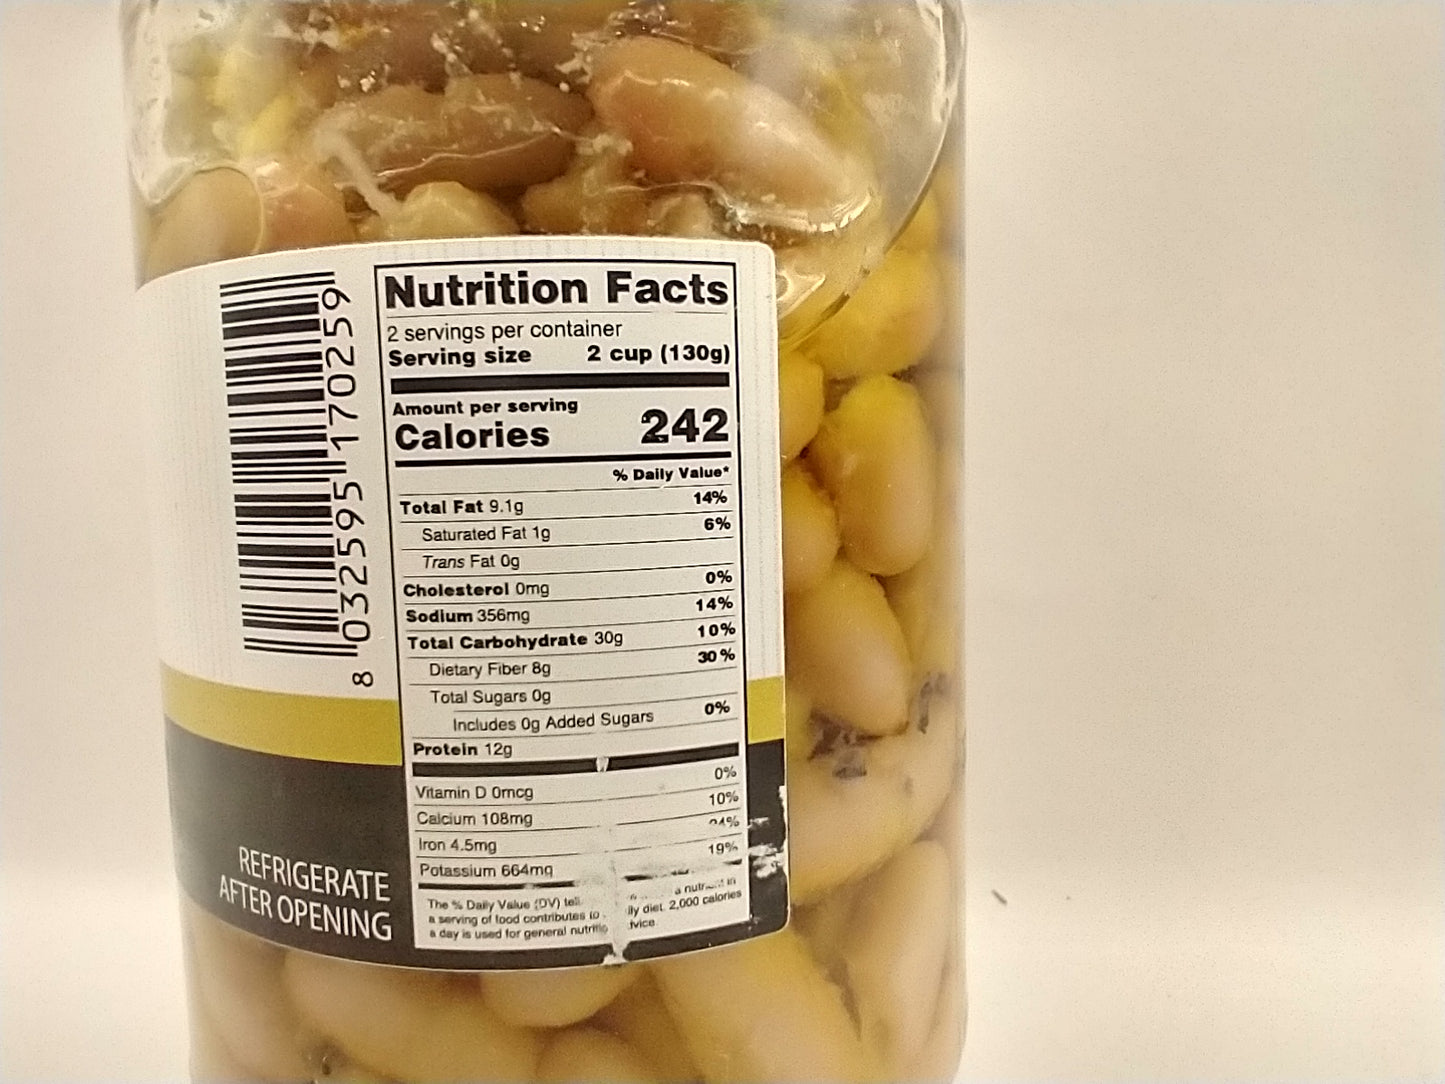 8 032595 170259
REFRIGERATE
AFTER OPENING
Nutrition Facts
2 servings per container
Serving size 2 cup (130g)
Amount per serving
Calories 242
% Daily Value*
Total Fat 9.1g 14%
Saturated Fat 1g 6%
Trans Fat 0g
Cholesterol 0mg 0%
Sodium 356mg 14%
Total Carbohydrate 30g 10%
Dietary Fiber 8g 30%
Total Sugars 0g
Includes 0g Added Sugars 0%
Protein 12g
Vitamin D 0mcg 0%
Calcium 108mg 10%
Iron 4.5mg
Potassium 664mg 19%
The % Daily Value (DV) a in
a serving of food contributes to diet. 2,000 calories
a day is used for general